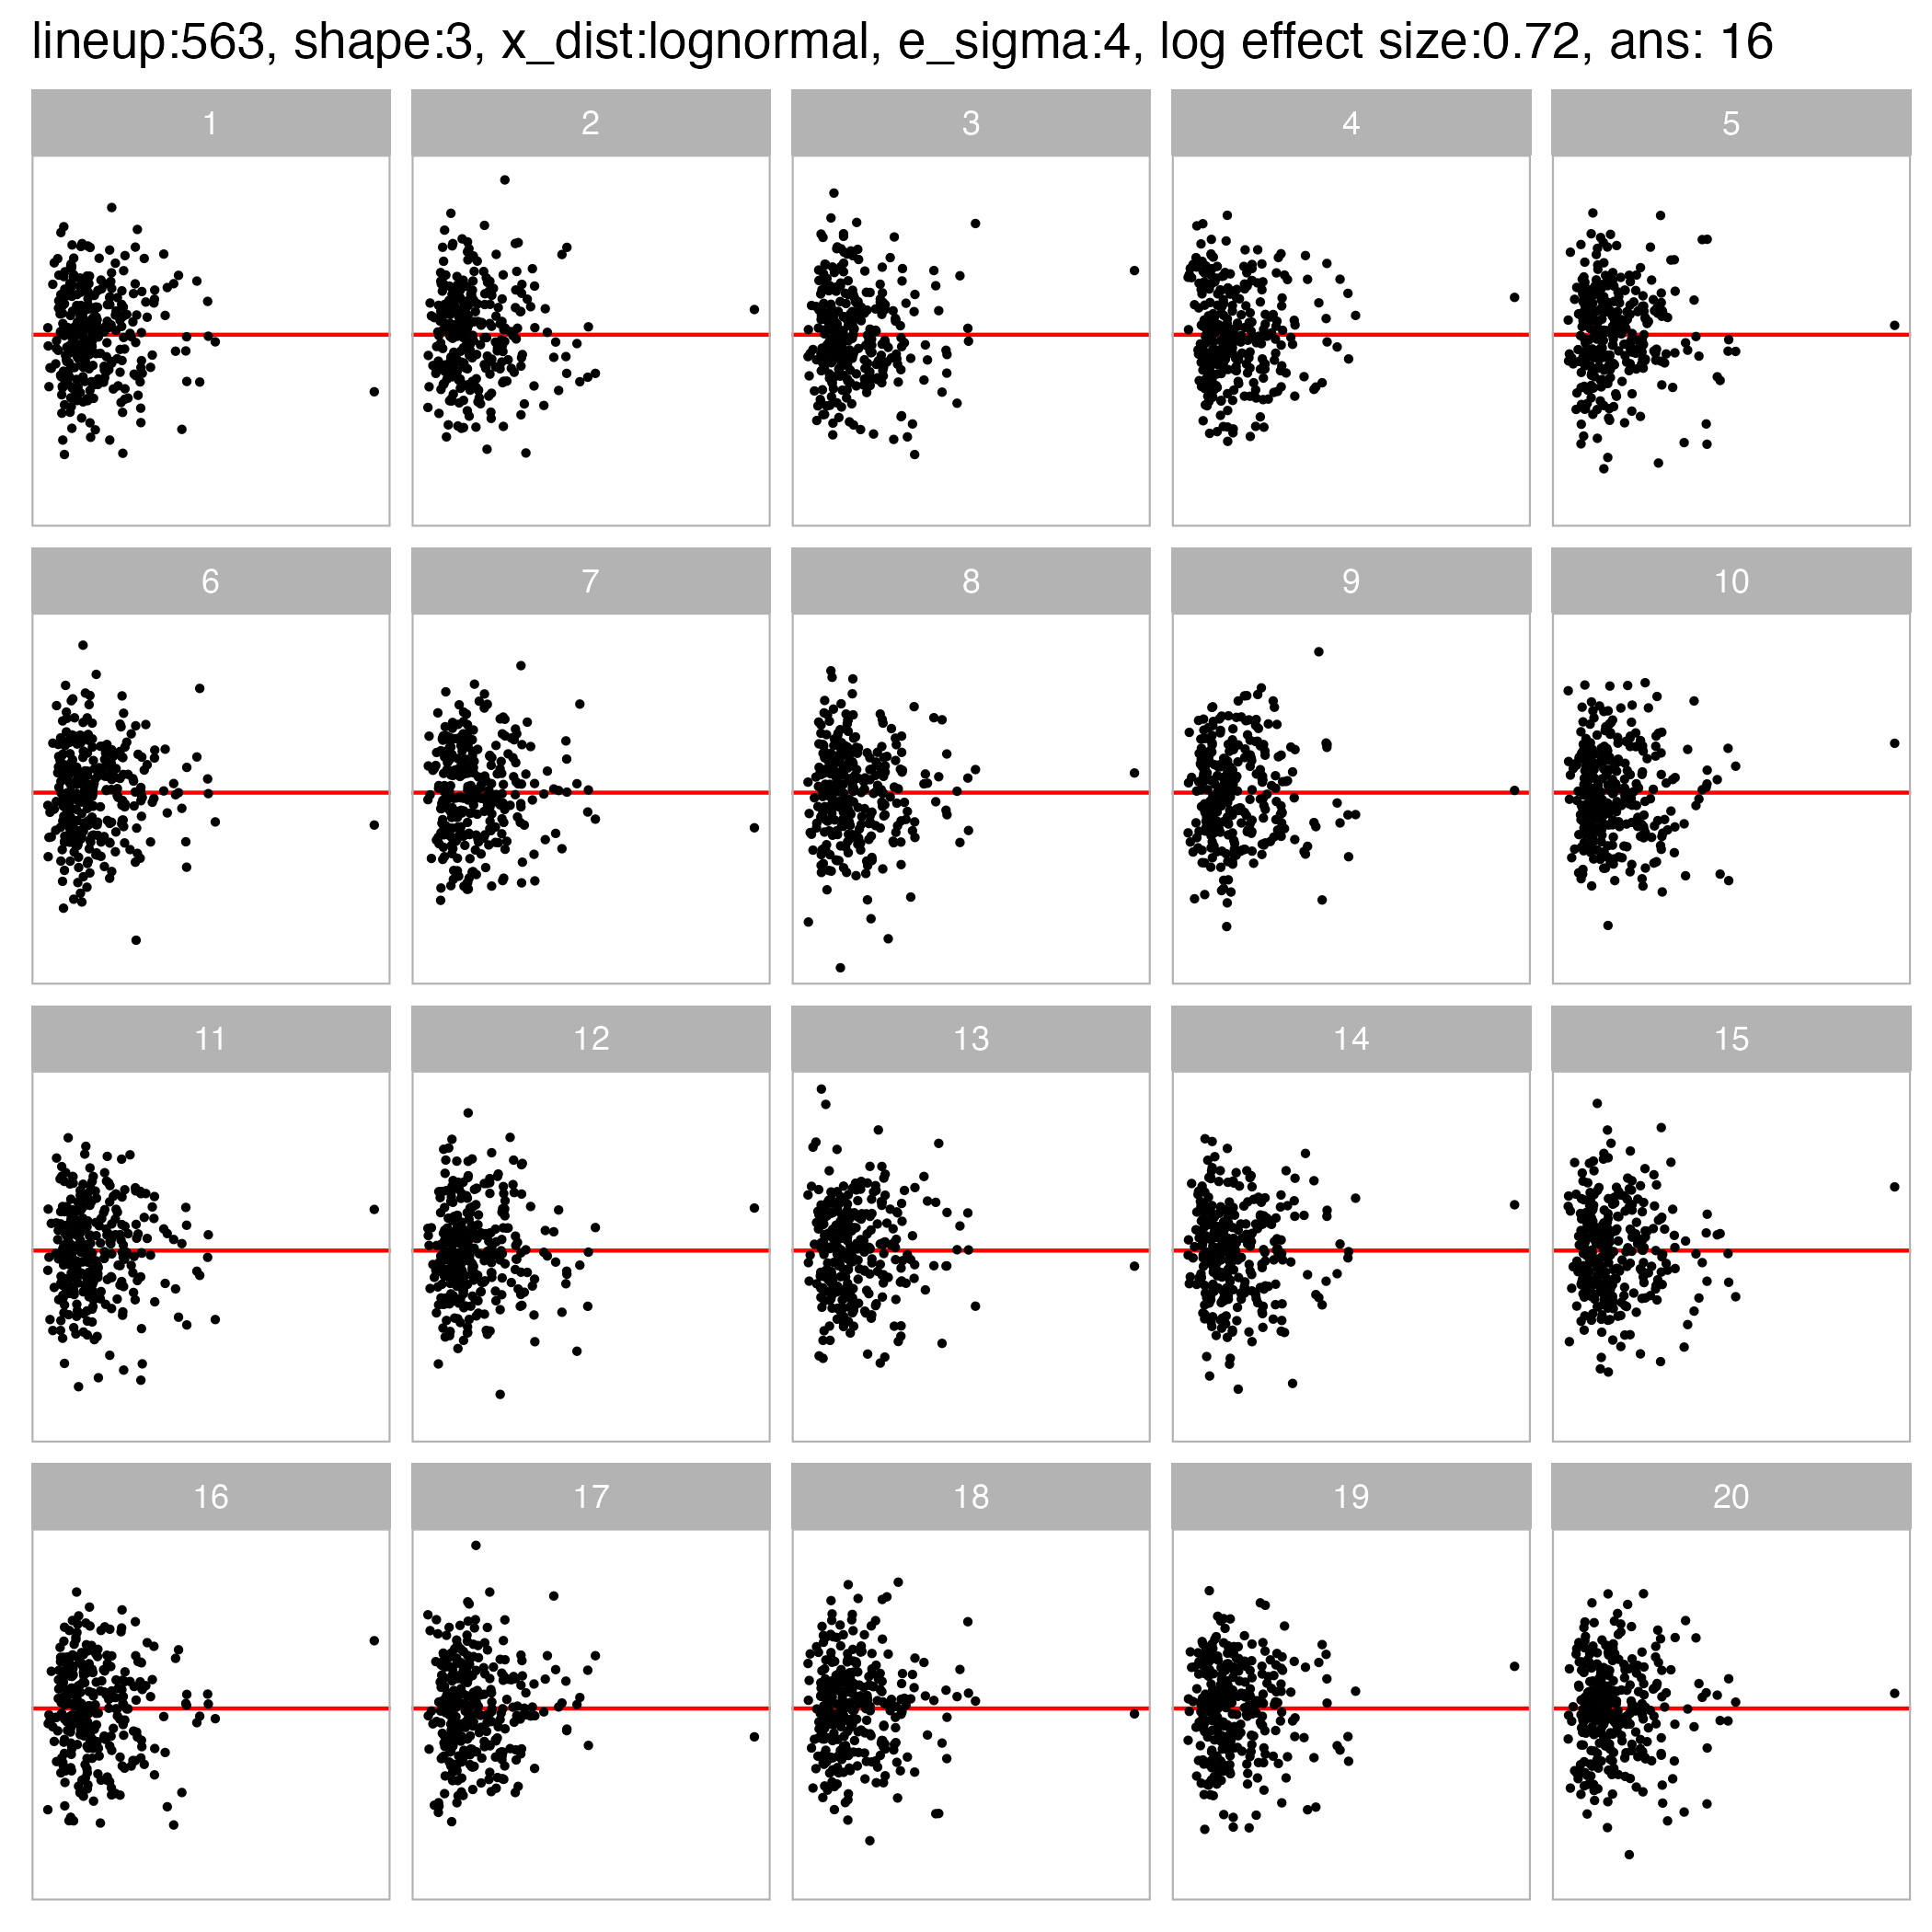 lineup:563, shape:3, x_dist:lognormal, e_sigma:4, log effect size:0.72, ans: 16
1 2 3 4 5
6 7 8 9 10
11 12 13 14 15
16 17 18 19 20